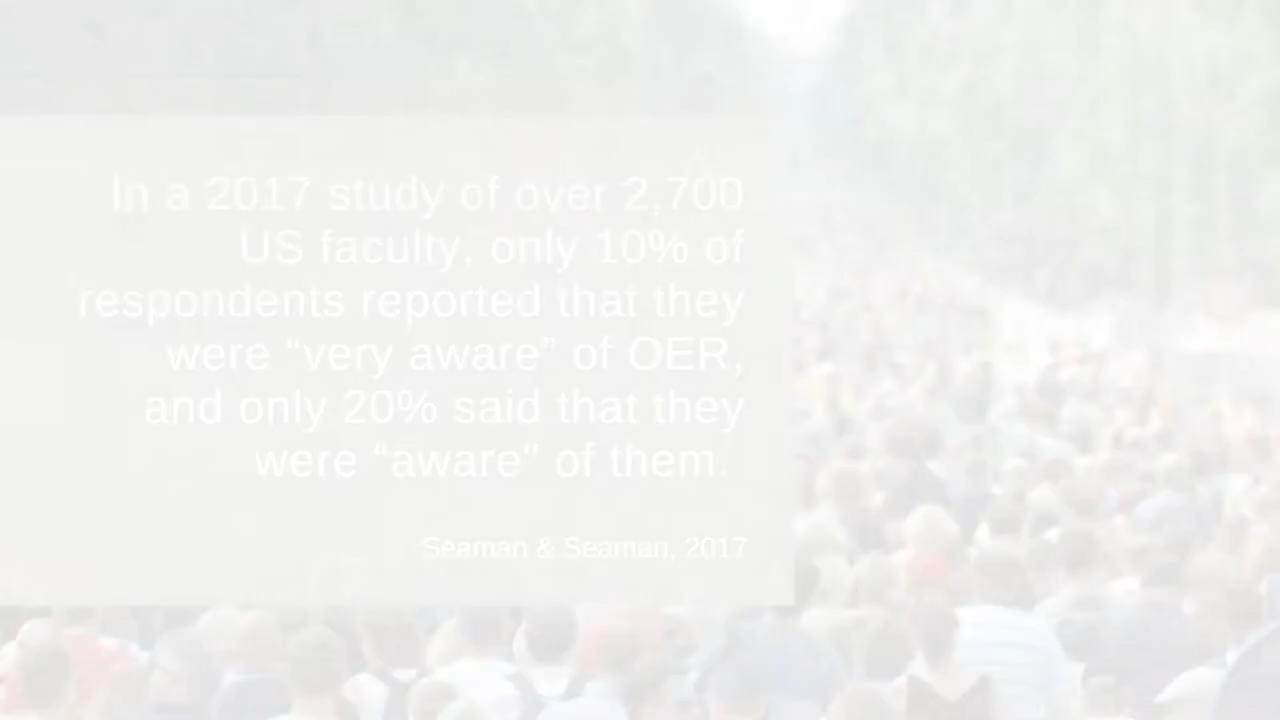 In a 2017 study of over 2,700
US faculty, only 10% of
respondents reported that they
were “very aware” of OER,
and only 20% said that they
were “aware” of them.
Seaman & Seaman, 2017